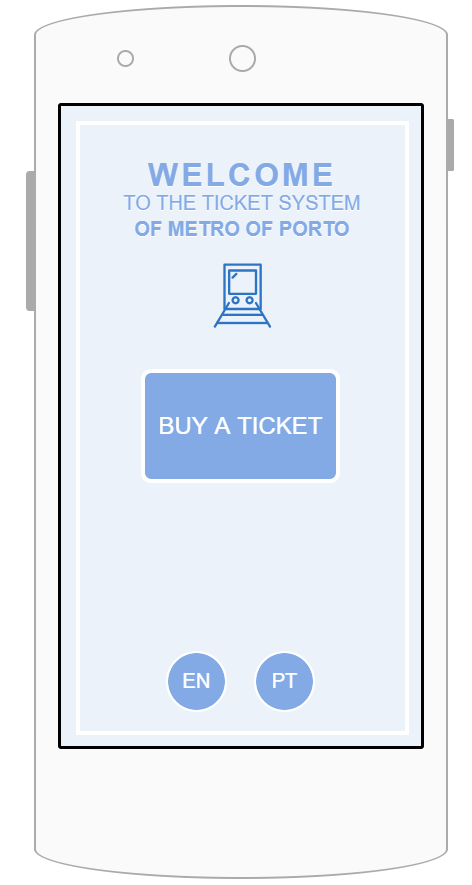 WELCOME
TO THE TICKET SYSTEM
OF METRO OF PORTO
BUY A TICKET
EN
PT